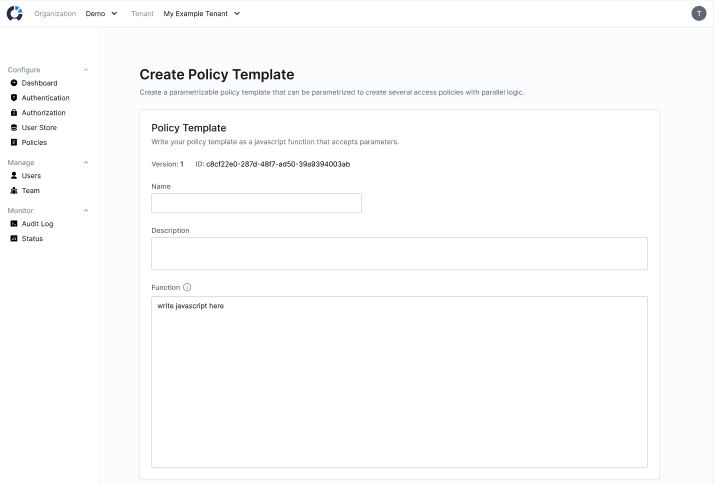 Organization Demo Tenant My Example Tenant T
Configure
Dashboard
Authentication
Authorization
User Store
Policies
Manage
Users
Team
Monitor
Audit Log
Status
Create Policy Template
Create a parametrizable policy template that can be parametrized to create several access policies with parallel logic.
Policy Template
Write your policy template as a javascript function that accepts parameters.
Version: 1 ID: c8cf22e0-287d-48f7-ad50-39a9394003ab
Name
Description
Function
write javascript here